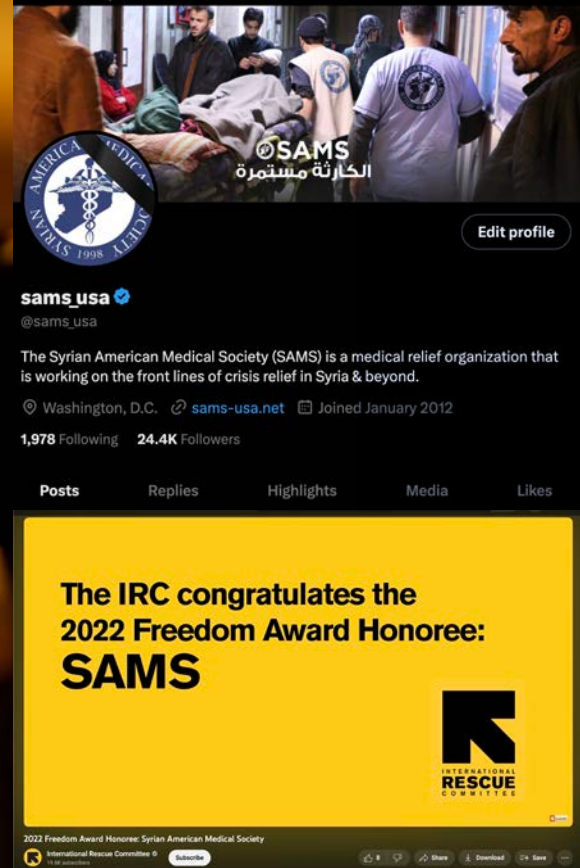 SAMS
الكارثة مستمرة
SYRIAN AMERICAN MEDICAL SOCIETY
1998
Edit profile
sams_usa
@sams_usa
The Syrian American Medical Society (SAMS) is a medical relief organization that
is working on the front lines of crisis relief in Syria & beyond.
Washington, D.C. sams-usa.net Joined January 2012
1,978 Following 24.4K Followers
Posts Replies Highlights Media Likes
The IRC congratulates the
2022 Freedom Award Honoree:
SAMS
INTERNATIONAL
RESCUE
COMMITTEE
2022 Freedom Award Honoree: Syrian American Medical Society
International Rescue Committee
Subscribe
8 Share Download Save